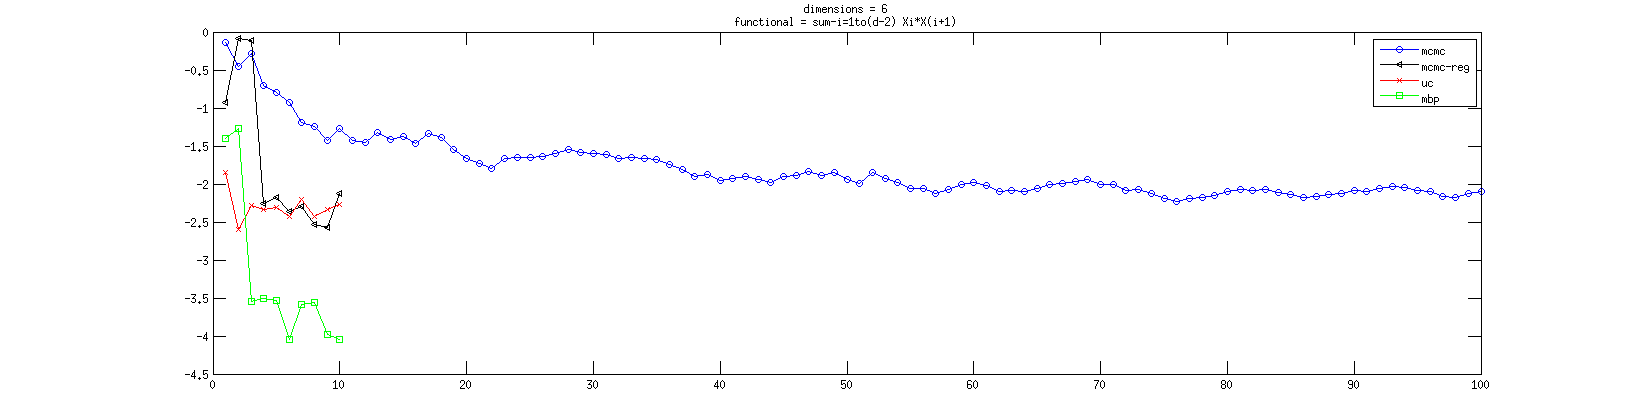 dimensions = 6
functional = sum-i=1to(d-2) Xi*X(i+1)
0
-0.5
-1
-1.5
-2
-2.5
-3
-3.5
-4
-4.5
0 10 20 30 40 50 60 70 80 90 100
mcmc
mcmc-reg
uc
mbp